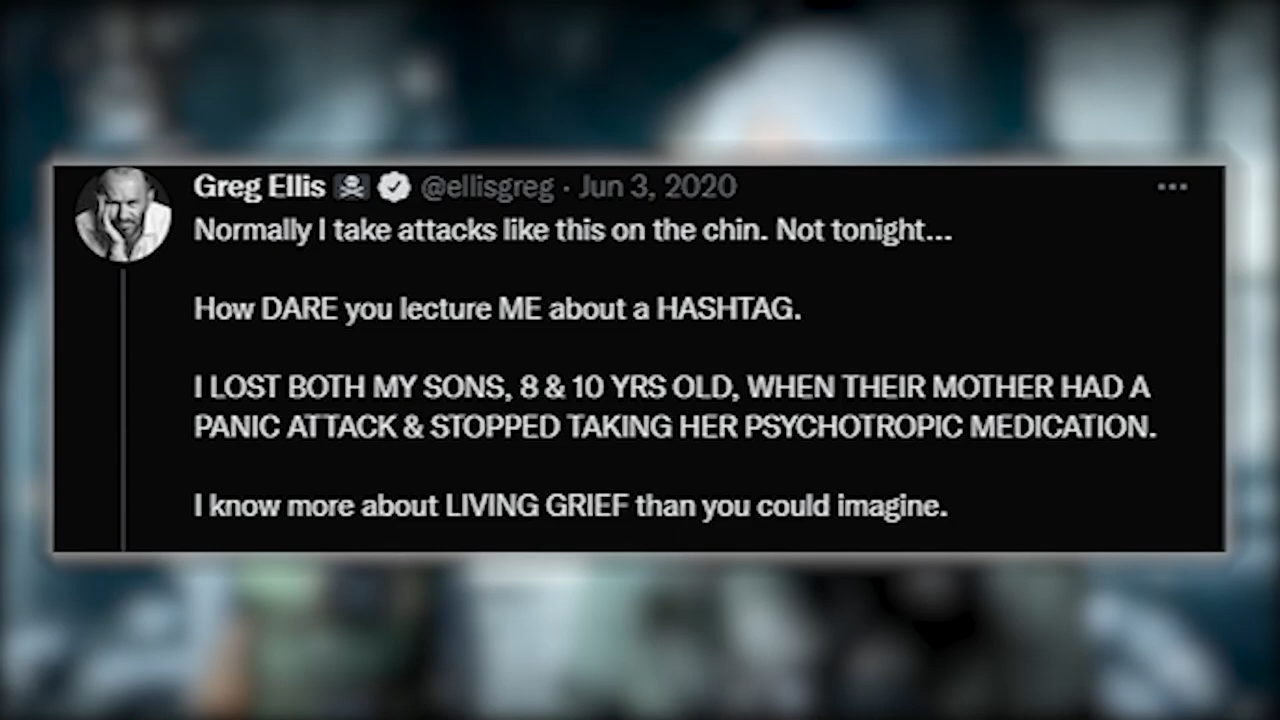 Greg Ellis ☠ @ellisgreg · Jun 3, 2020
Normally I take attacks like this on the chin. Not tonight...
How DARE you lecture ME about a HASHTAG.
I LOST BOTH MY SONS, 8 & 10 YRS OLD, WHEN THEIR MOTHER HAD A
PANIC ATTACK & STOPPED TAKING HER PSYCHOTROPIC MEDICATION.
I know more about LIVING GRIEF than you could imagine.